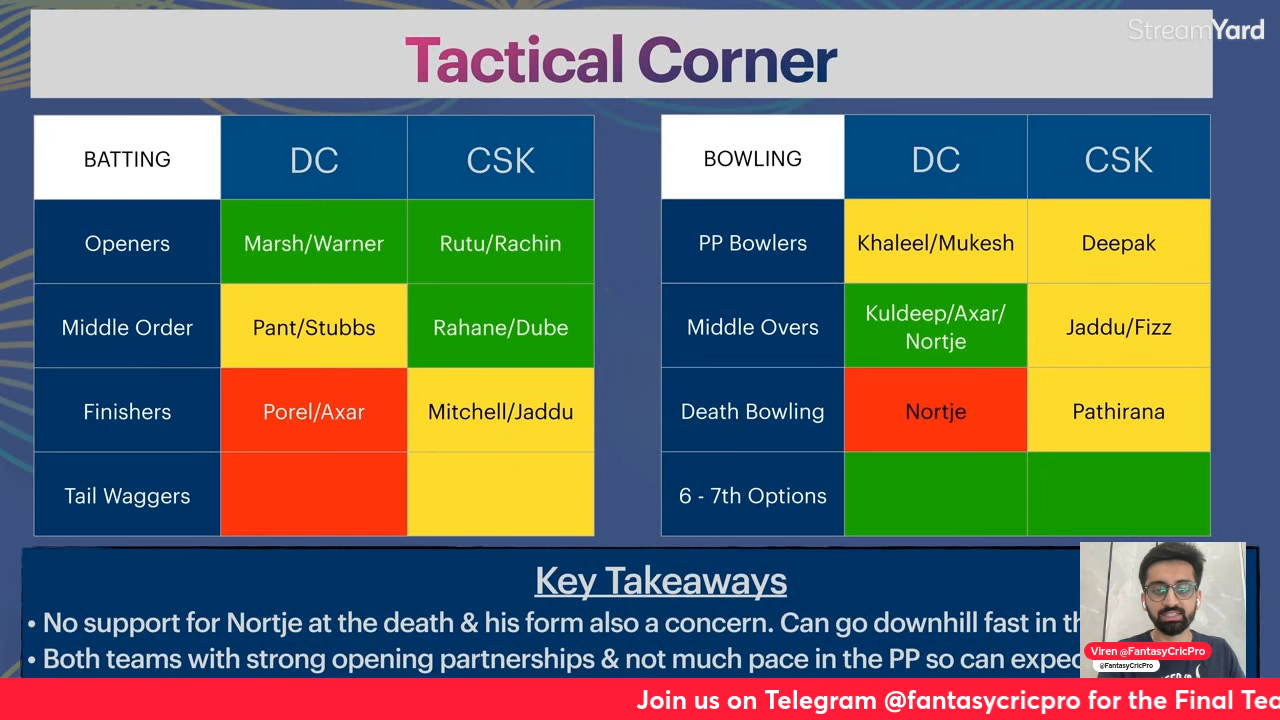 StreamYard
Tactical Corner
BATTING DC CSK
Openers Marsh/Warner Rutu/Rachin
Middle Order Pant/Stubbs Rahane/Dube
Finishers Porel/Axar Mitchell/Jaddu
Tail Waggers
BOWLING DC CSK
PP Bowlers Khaleel/Mukesh Deepak
Middle Overs Kuldeep/Axar/
Nortje Jaddu/Fizz
Death Bowling Nortje Pathirana
6 - 7th Options
Key Takeaways
• No support for Nortje at the death & his form also a concern. Can go downhill fast in
• Both teams with strong opening partnerships & not much pace in the PP so can
Viren @FantasyCricPro
@FantasyCricPro
Join us on Telegram @fantasycricpro for the Final